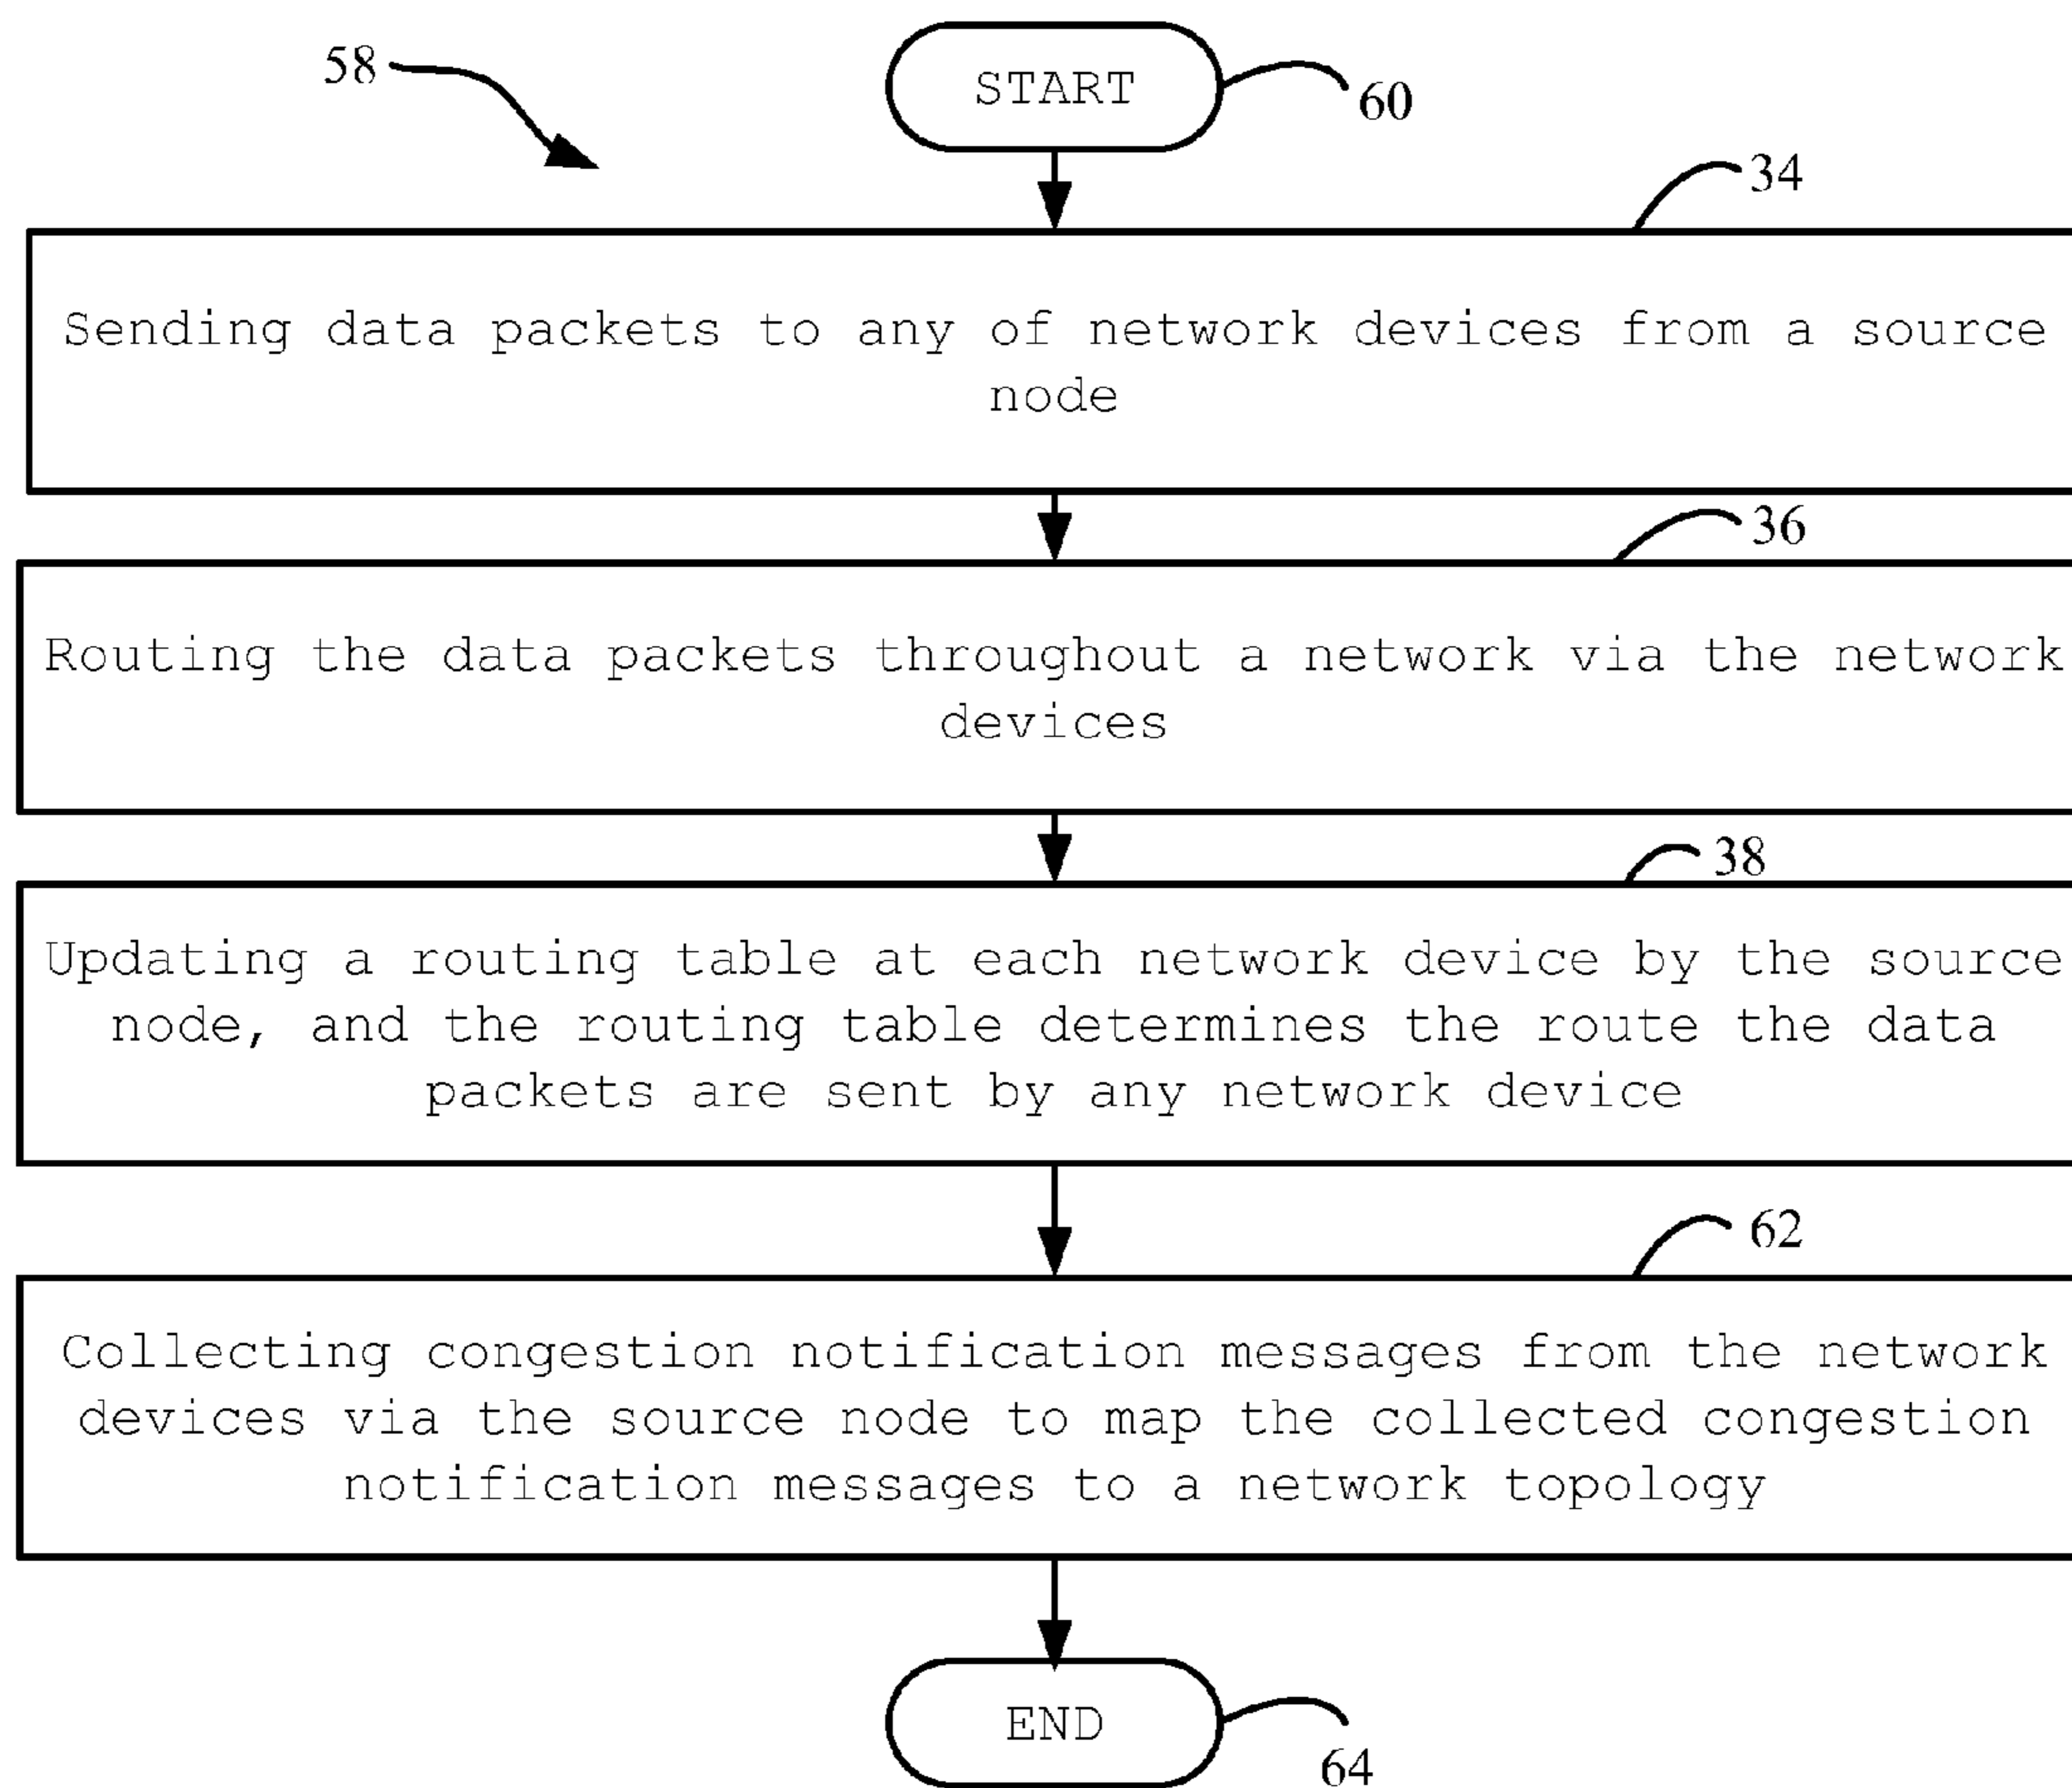 58
START
60
34
Sending data packets to any of network devices from a source
node
36
Routing the data packets throughout a network via the network
devices
38
Updating a routing table at each network device by the source
node, and the routing table determines the route the data
packets are sent by any network device
62
Collecting congestion notification messages from the network
devices via the source node to map the collected congestion
notification messages to a network topology
END
64